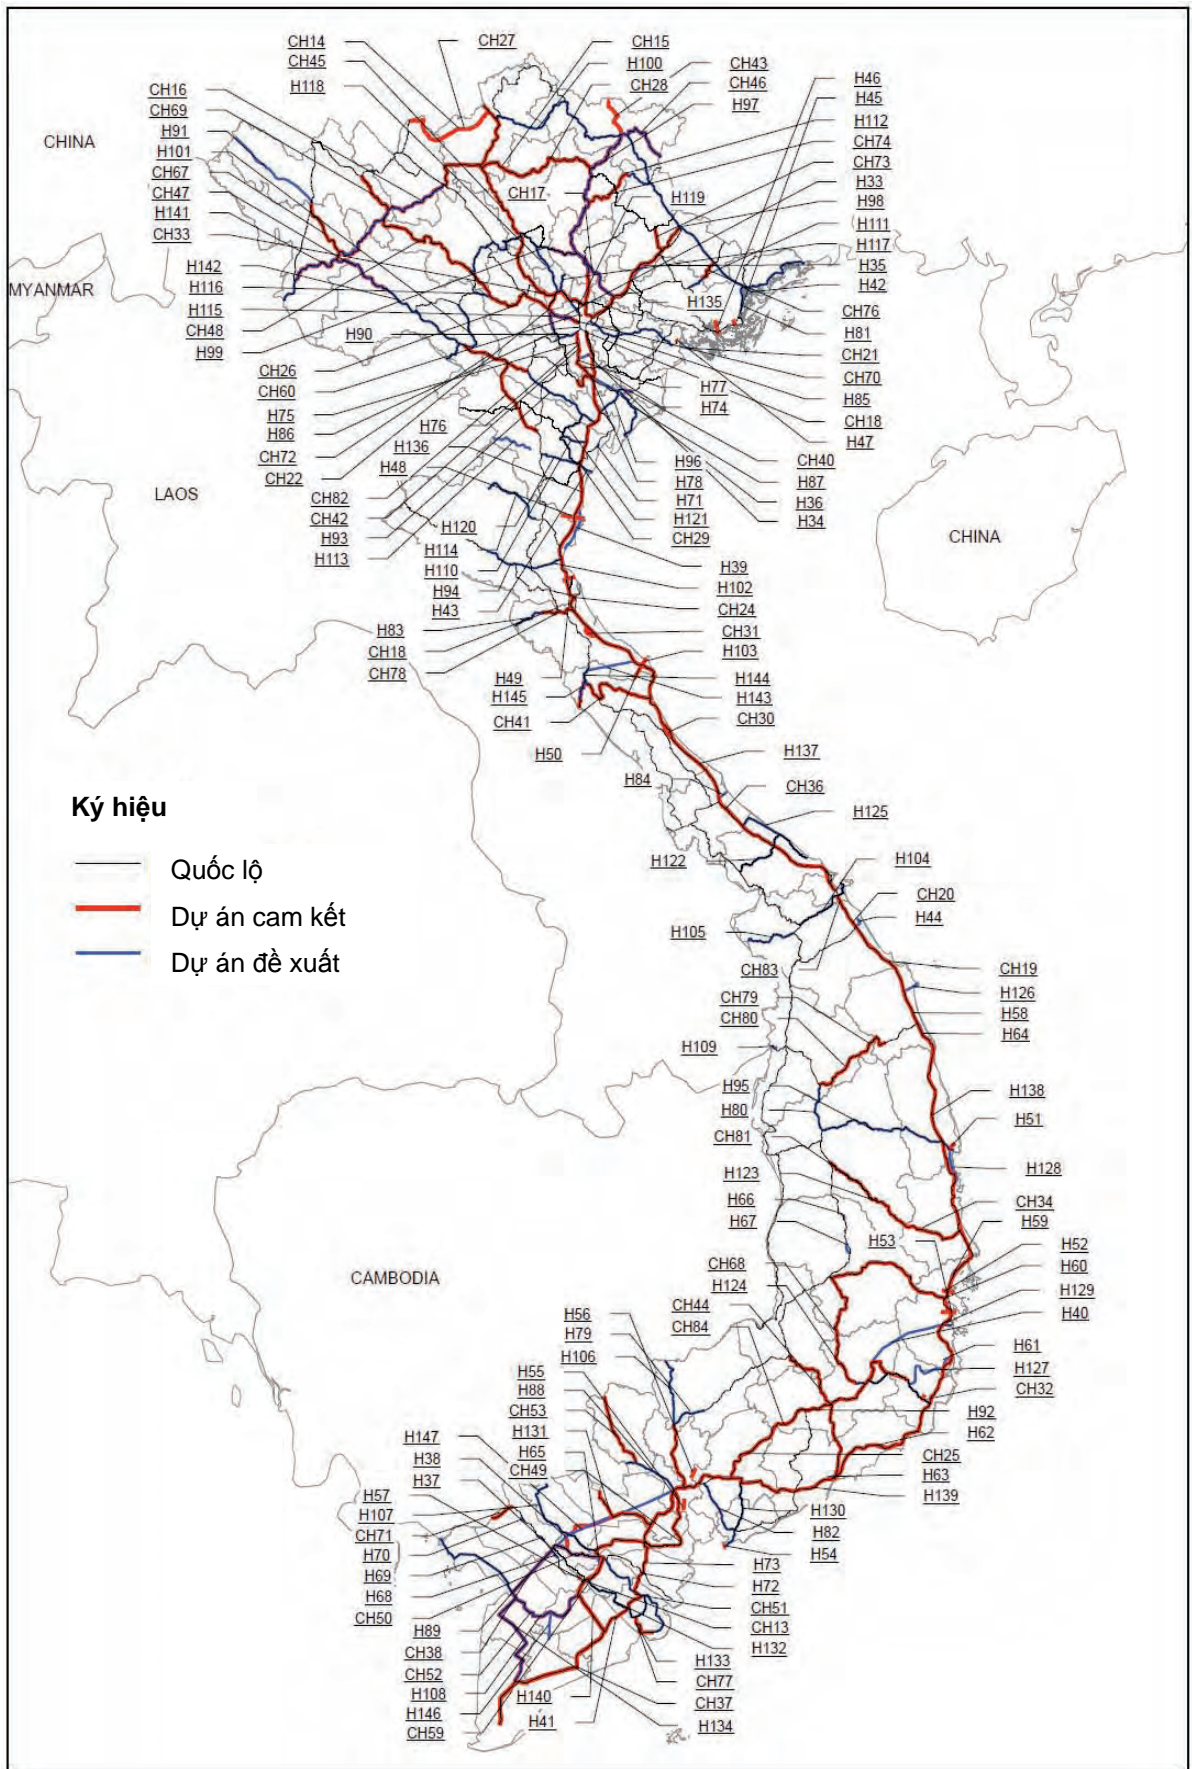 CH14
CH45
H118
CH27
CH15
H100
CH28
CH43
CH46
H97
H46
H45
H112
CH74
CH73
H33
H98
H111
H117
H35
H42
CH76
H81
CH21
CH70
H85
CH18
H47
CH16
CH69
H91
H101
CH67
CH47
H141
CH33
H142
H116
H115
CH48
H99
CHINA
MYANMAR
CH17
H119
H135
H90
CH26
CH60
H75
H86
CH72
CH22
H77
H74
H76
H136
H48
CH82
CH42
H93
H113
H120
H114
H110
H94
H43
H96
H78
H71
H121
CH29
CH40
H87
H36
H34
LAOS
CHINA
H39
H102
CH24
CH31
H103
H144
H143
CH30
H83
CH18
CH78
H49
H145
CH41
H50
H137
H84
CH36
H125
H122
H104
CH20
H44
H105
CH83
CH19
H126
H58
H64
CH79
CH80
H109
H95
H80
CH81
H138
H51
H128
H123
H66
H67
CH34
H59
H53
H52
H60
H129
H40
CH68
H124
CH44
CH84
H61
H127
CH32
CAMBODIA
Ký hiệu
Quốc lộ
Dự án cam kết
Dự án đề xuất
H56
H79
H106
H55
H88
CH53
H131
H65
CH49
H92
H62
CH25
H63
H139
H130
H82
H54
H147
H38
H37
H57
H107
CH71
H70
H69
H68
CH50
H89
CH38
CH52
H108
H146
CH59
H73
H72
CH51
CH13
H132
H133
CH77
CH37
H134
H140
H41